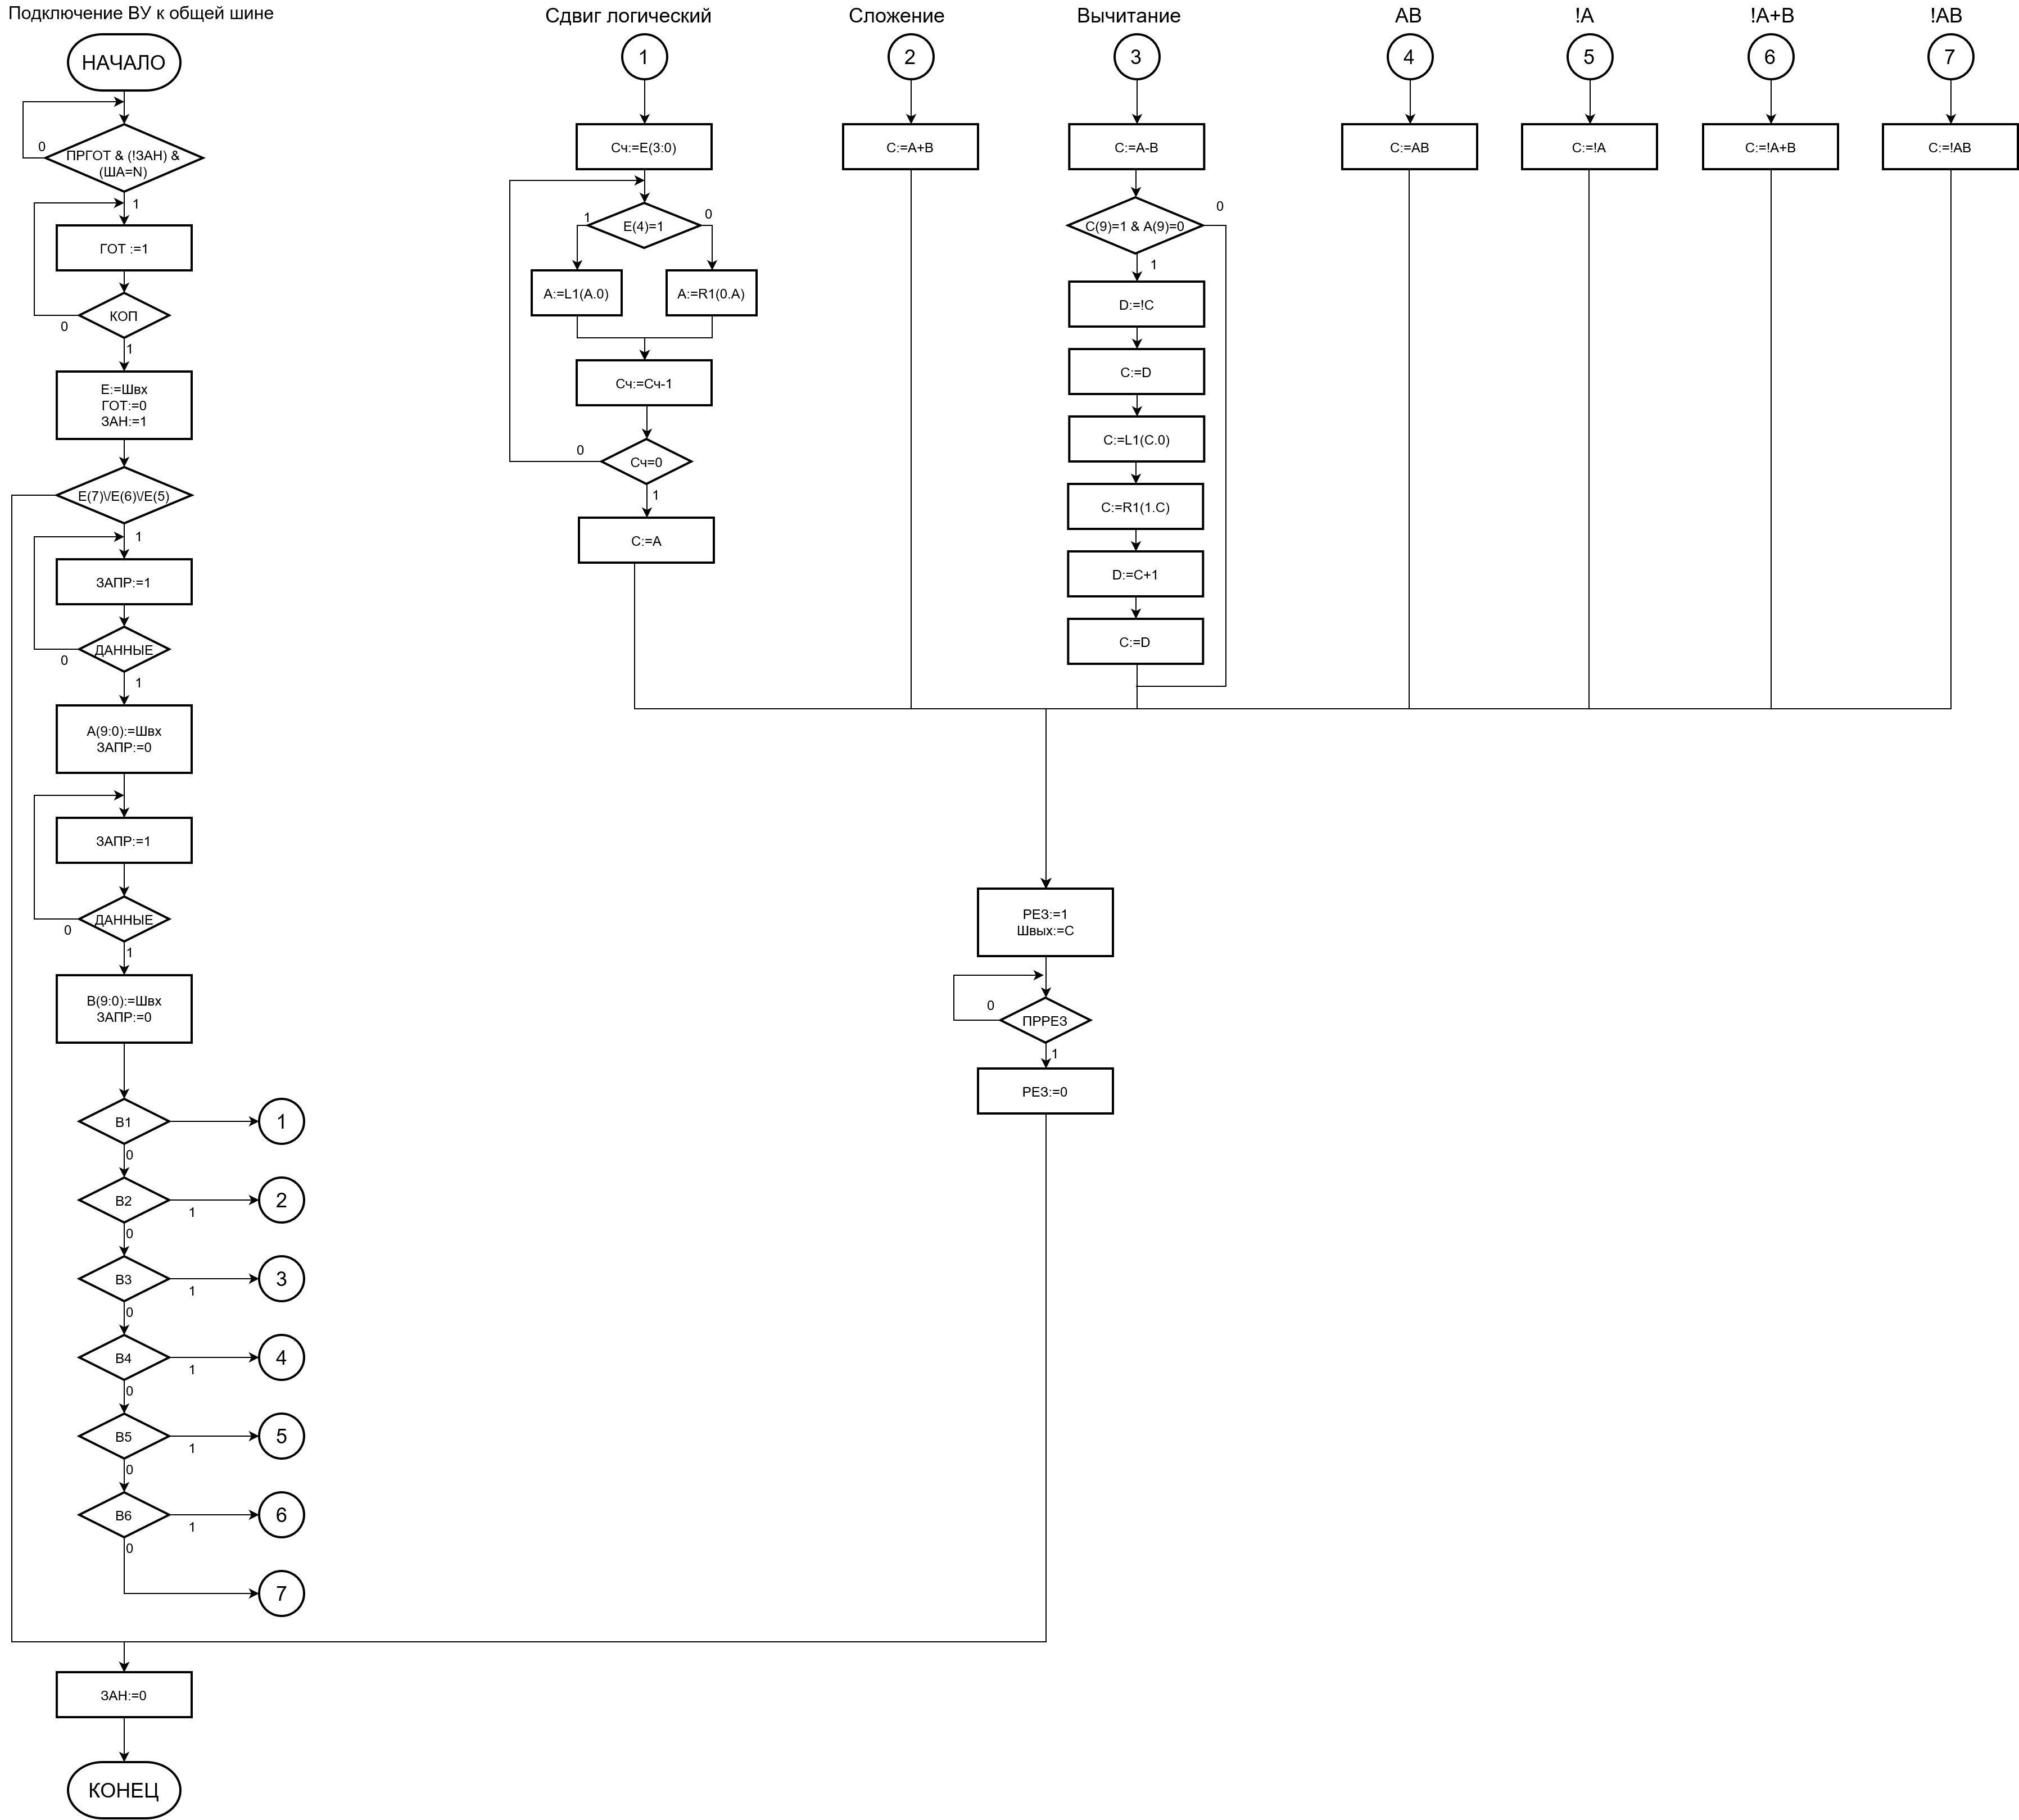 Подключение ВУ к общей шине
НАЧАЛО
0
ПРГОТ & (!ЗАН) &
(ША=N)
1
ГОТ :=1
КОП
0
1
E:=Швх
ГОТ:=0
ЗАН:=1
E(7)\/E(6)\/E(5)
1
ЗАПР:=1
ДАННЫЕ
0
1
A(9:0):=Швх
ЗАПР:=0
ЗАПР:=1
ДАННЫЕ
0
1
B(9:0):=Швх
ЗАПР:=0
B1
1
0
B2
1
2
0
B3
1
3
0
B4
1
4
0
B5
1
5
0
B6
1
6
0
7
ЗАН:=0
КОНЕЦ
Сдвиг логический
1
Сч:=E(3:0)
1
E(4)=1
0
A:=L1(A.0)
A:=R1(0.A)
Сч:=Сч-1
0
Сч=0
1
C:=A
Сложение
2
C:=A+B
Вычитание
3
C:=A-B
0
C(9)=1 & A(9)=0
1
D:=!C
C:=D
C:=L1(C.0)
C:=R1(1.C)
D:=C+1
C:=D
AB
4
C:=AB
!A
5
C:=!A
!A+B
6
C:=!A+B
!AB
7
C:=!AB
РЕЗ:=1
Швых:=C
0
ПРРЕЗ
1
РЕЗ:=0